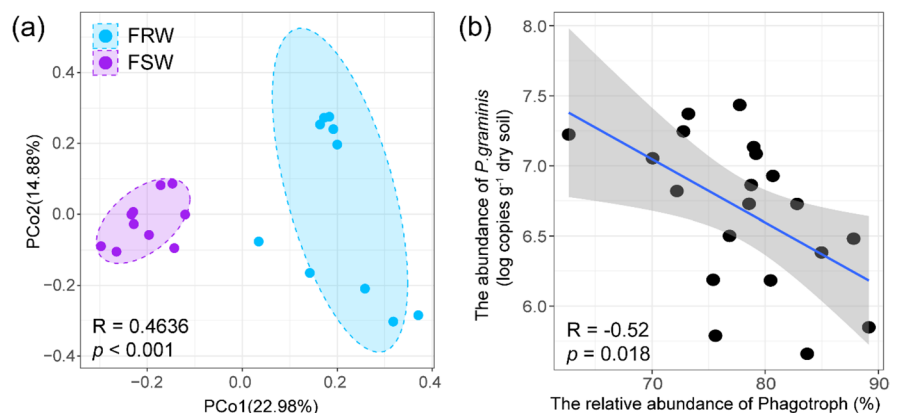 (a)
FRW
FSW
PCo2(14.88%)
0.4
0.2
0.0
−0.2
−0.4
R = 0.4636
p < 0.001
−0.2
0.0
0.2
0.4
PCo1(22.98%)
(b)
The abundance of P.graminis
(log copies g⁻¹ dry soil)
8.0
7.5
7.0
6.5
6.0
R = -0.52
p = 0.018
70
80
90
The relative abundance of Phagotroph (%)